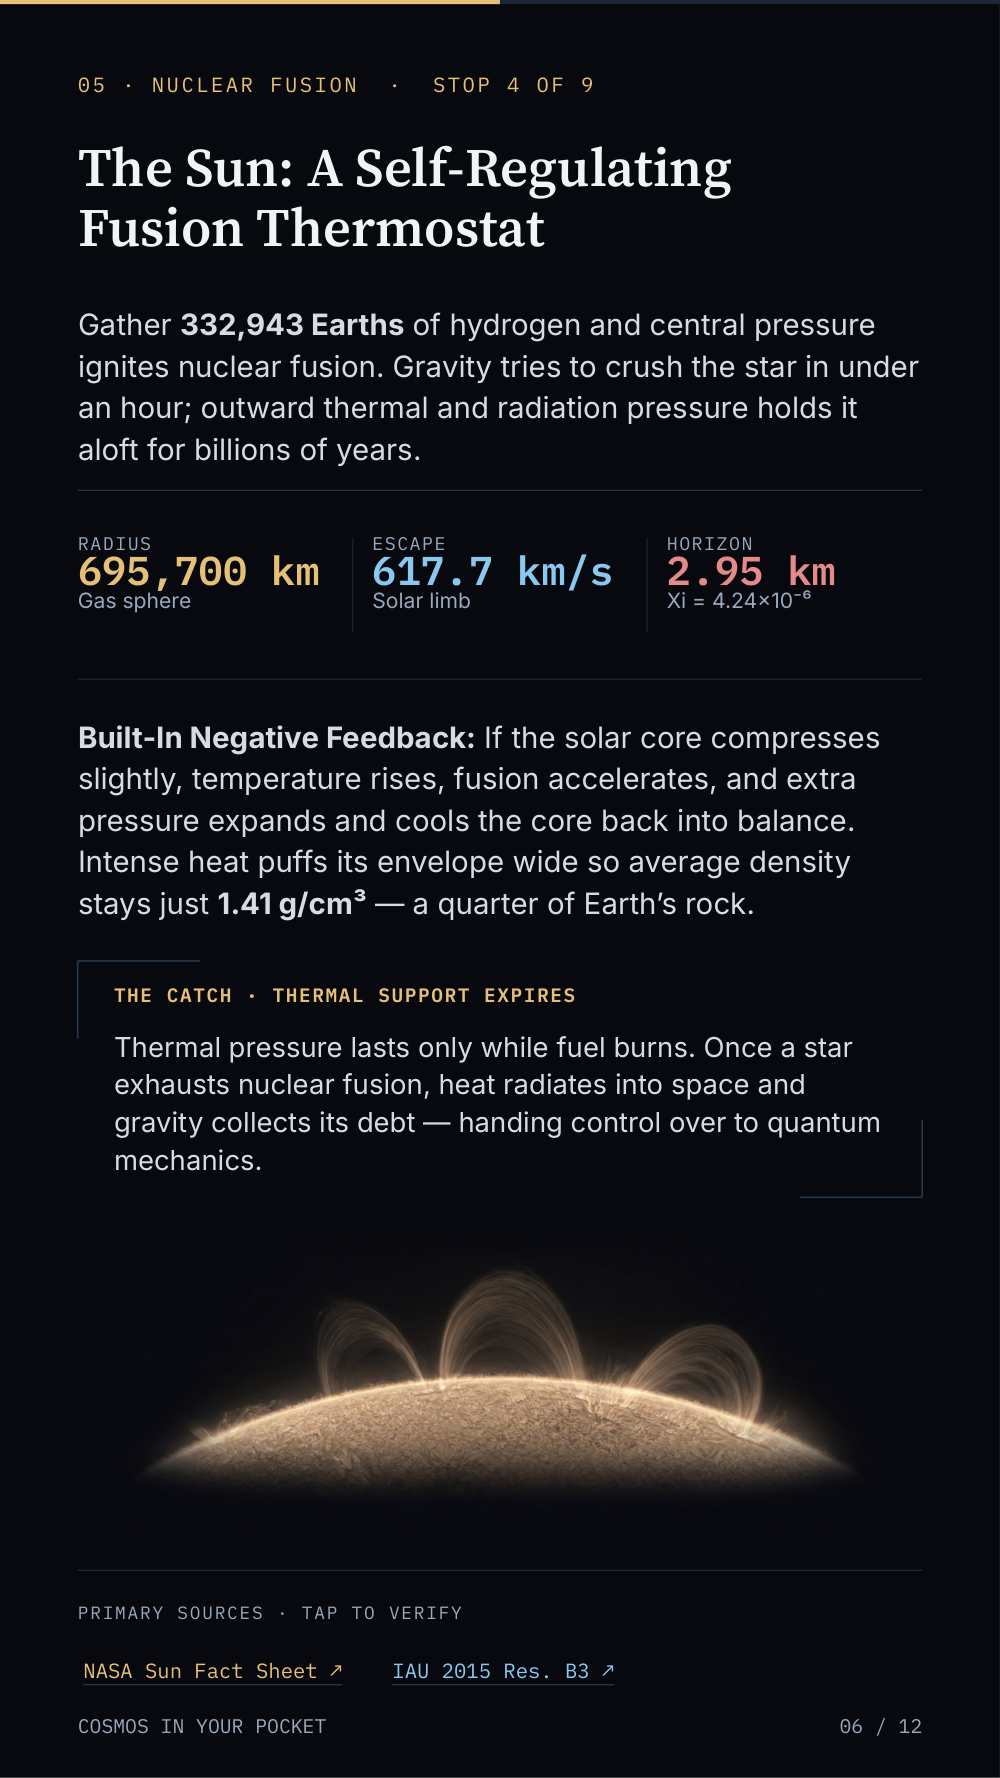 05 · NUCLEAR FUSION · STOP 4 OF 9
The Sun: A Self-Regulating
Fusion Thermostat
Gather 332,943 Earths of hydrogen and central pressure
ignites nuclear fusion. Gravity tries to crush the star in under
an hour; outward thermal and radiation pressure holds it
aloft for billions of years.
RADIUS
695,700 km
Gas sphere
ESCAPE
617.7 km/s
Solar limb
HORIZON
2.95 km
Xi = 4.24×10⁻⁶
Built-In Negative Feedback: If the solar core compresses
slightly, temperature rises, fusion accelerates, and extra
pressure expands and cools the core back into balance.
Intense heat puffs its envelope wide so average density
stays just 1.41 g/cm³ — a quarter of Earth’s rock.
THE CATCH · THERMAL SUPPORT EXPIRES
Thermal pressure lasts only while fuel burns. Once a star
exhausts nuclear fusion, heat radiates into space and
gravity collects its debt — handing control over to quantum
mechanics.
PRIMARY SOURCES · TAP TO VERIFY
NASA Sun Fact Sheet ↗ IAU 2015 Res. B3 ↗
COSMOS IN YOUR POCKET 06 / 12